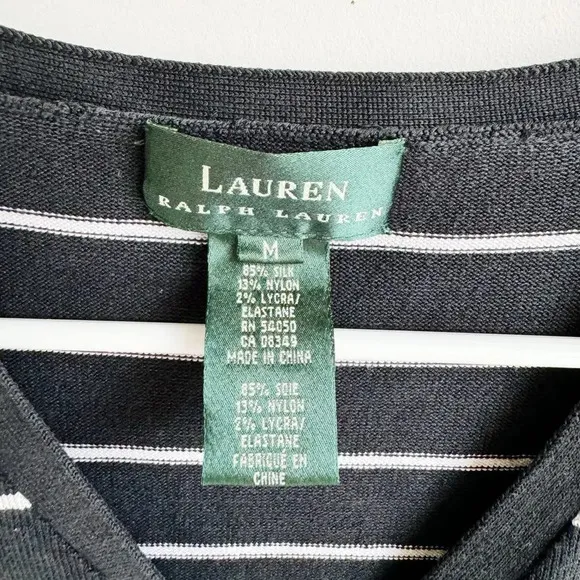 LAUREN
RALPH LAUREN
M
85% SILK
13% NYLON
2% LYCRA/
ELASTANE
RN 54050
CA 08349
MADE IN CHINA
85% SOIE
13% NYLON
2% LYCRA/
ELASTANE
FABRIQUÉ EN
CHINE